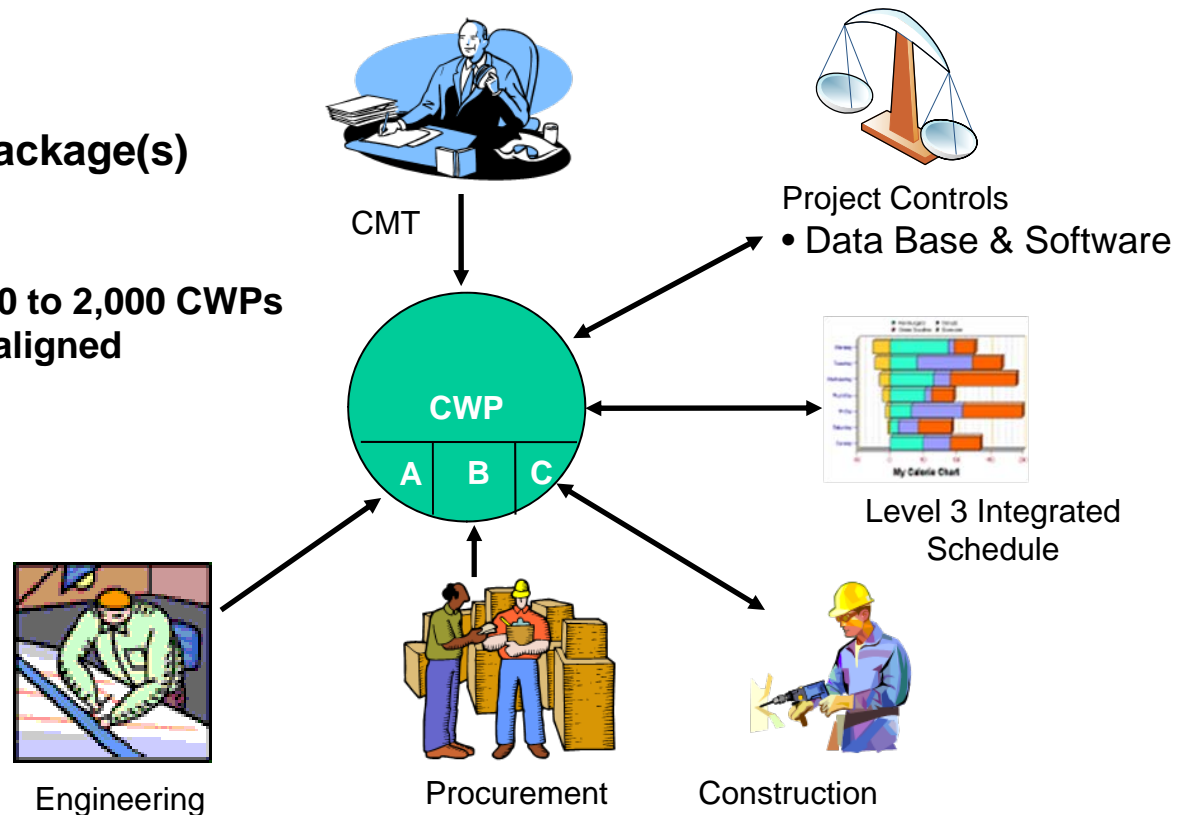 ackage(s)
CMT
Project Controls
• Data Base & Software
0 to 2,000 CWPs
aligned
CWP
A B C
My Calorie Chart
Level 3 Integrated
Schedule
Engineering
Procurement
Construction